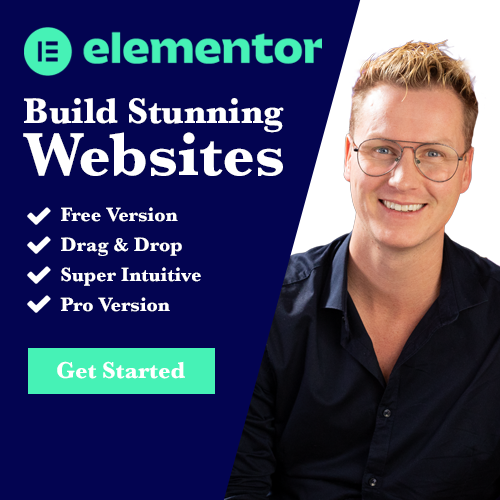 elementor
Build Stunning
Websites
Free Version
Drag & Drop
Super Intuitive
Pro Version
Get Started